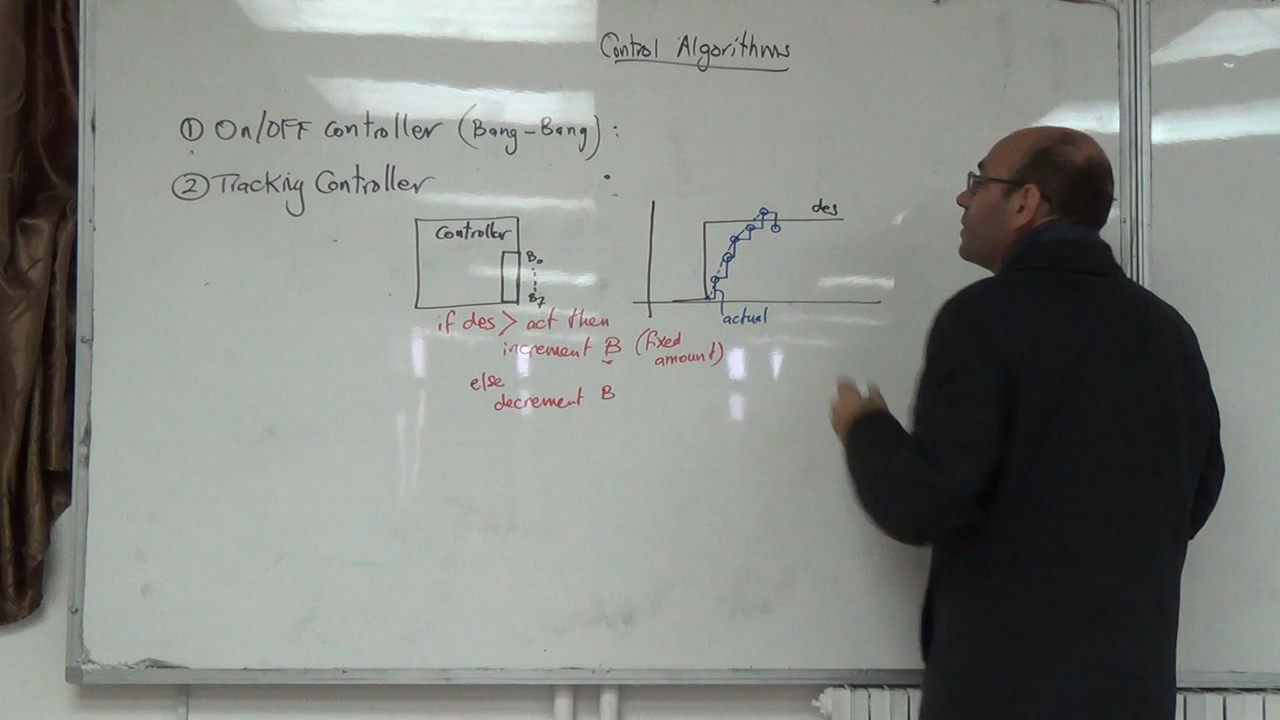 Control Algorithms
① On/OFF Controller (Bang-Bang) :
② Tracking Controller :
Controller
B0
B7
des
actual
if des > act then
increment B (fixed amount)
else
decrement B